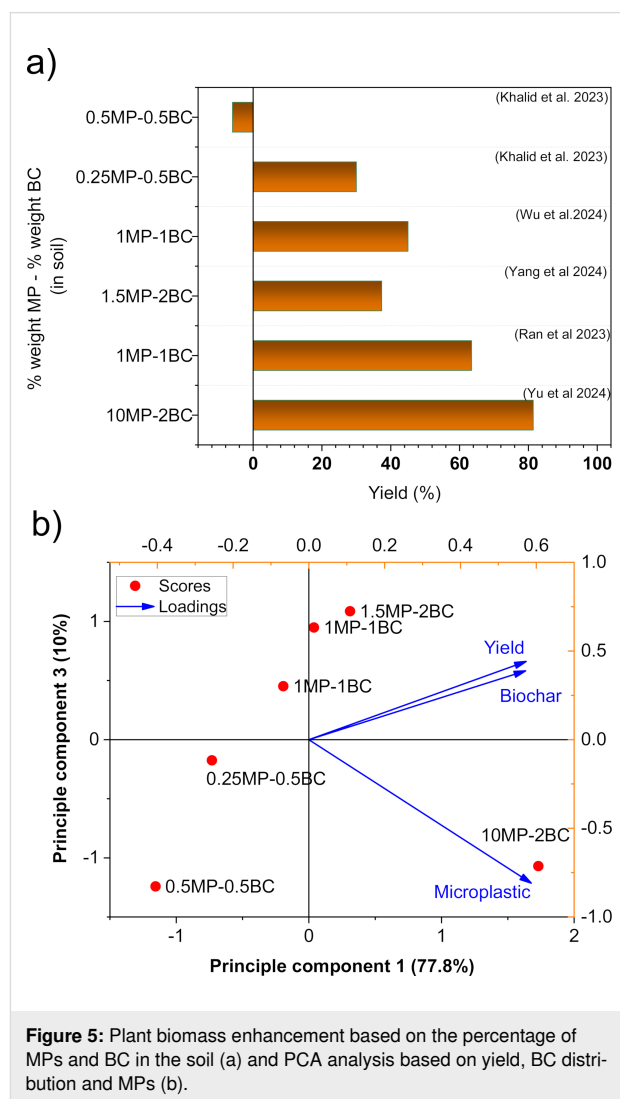 a)
% weight MP - % weight BC
(in soil)
0.5MP-0.5BC
(Khalid et al. 2023)
0.25MP-0.5BC
(Khalid et al. 2023)
1MP-1BC
(Wu et al.2024)
1.5MP-2BC
(Yang et al 2024)
1MP-1BC
(Ran et al 2023)
10MP-2BC
(Yu et al 2024)
0 20 40 60 80 100
Yield (%)
b)
-0.4 -0.2 0.0 0.2 0.4 0.6
Scores
Loadings
Principle component 3 (10%)
1
0
-1
1.0
0.5
0.0
-0.5
-1.0
1.5MP-2BC
1MP-1BC
Yield
1MP-1BC
Biochar
0.25MP-0.5BC
10MP-2BC
0.5MP-0.5BC
Microplastic
-1 0 1 2
Principle component 1 (77.8%)
Figure 5: Plant biomass enhancement based on the percentage of
MPs and BC in the soil (a) and PCA analysis based on yield, BC distri-
bution and MPs (b).